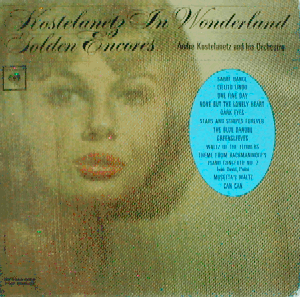 Kostelanetz In Wonderland
Golden Encores
Andre Kostelanetz and his Orchestra
SABRE DANCE
CIELITO LINDO
ONE FINE DAY
NONE BUT THE LONELY HEART
DARK EYES
STARS AND STRIPES FOREVER
THE BLUE DANUBE
GREENSLEEVES
WALTZ OF THE FLOWERS
THEME FROM RACHMANINOFF'S
PIANO CONCERTO NO. 2
MUSETTA'S WALTZ
CAN CAN